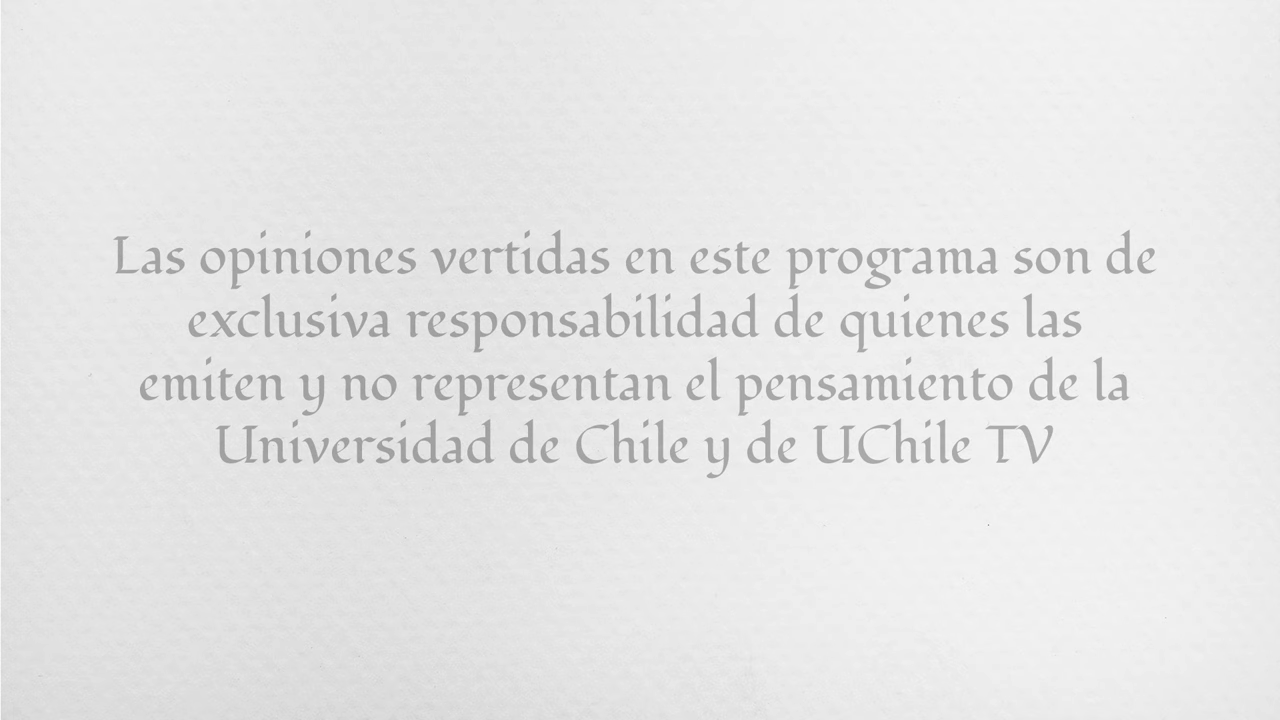 Las opiniones vertidas en este programa son de
exclusiva responsabilidad de quienes las
emiten y no representan el pensamiento de la
Universidad de Chile y de UChile TV